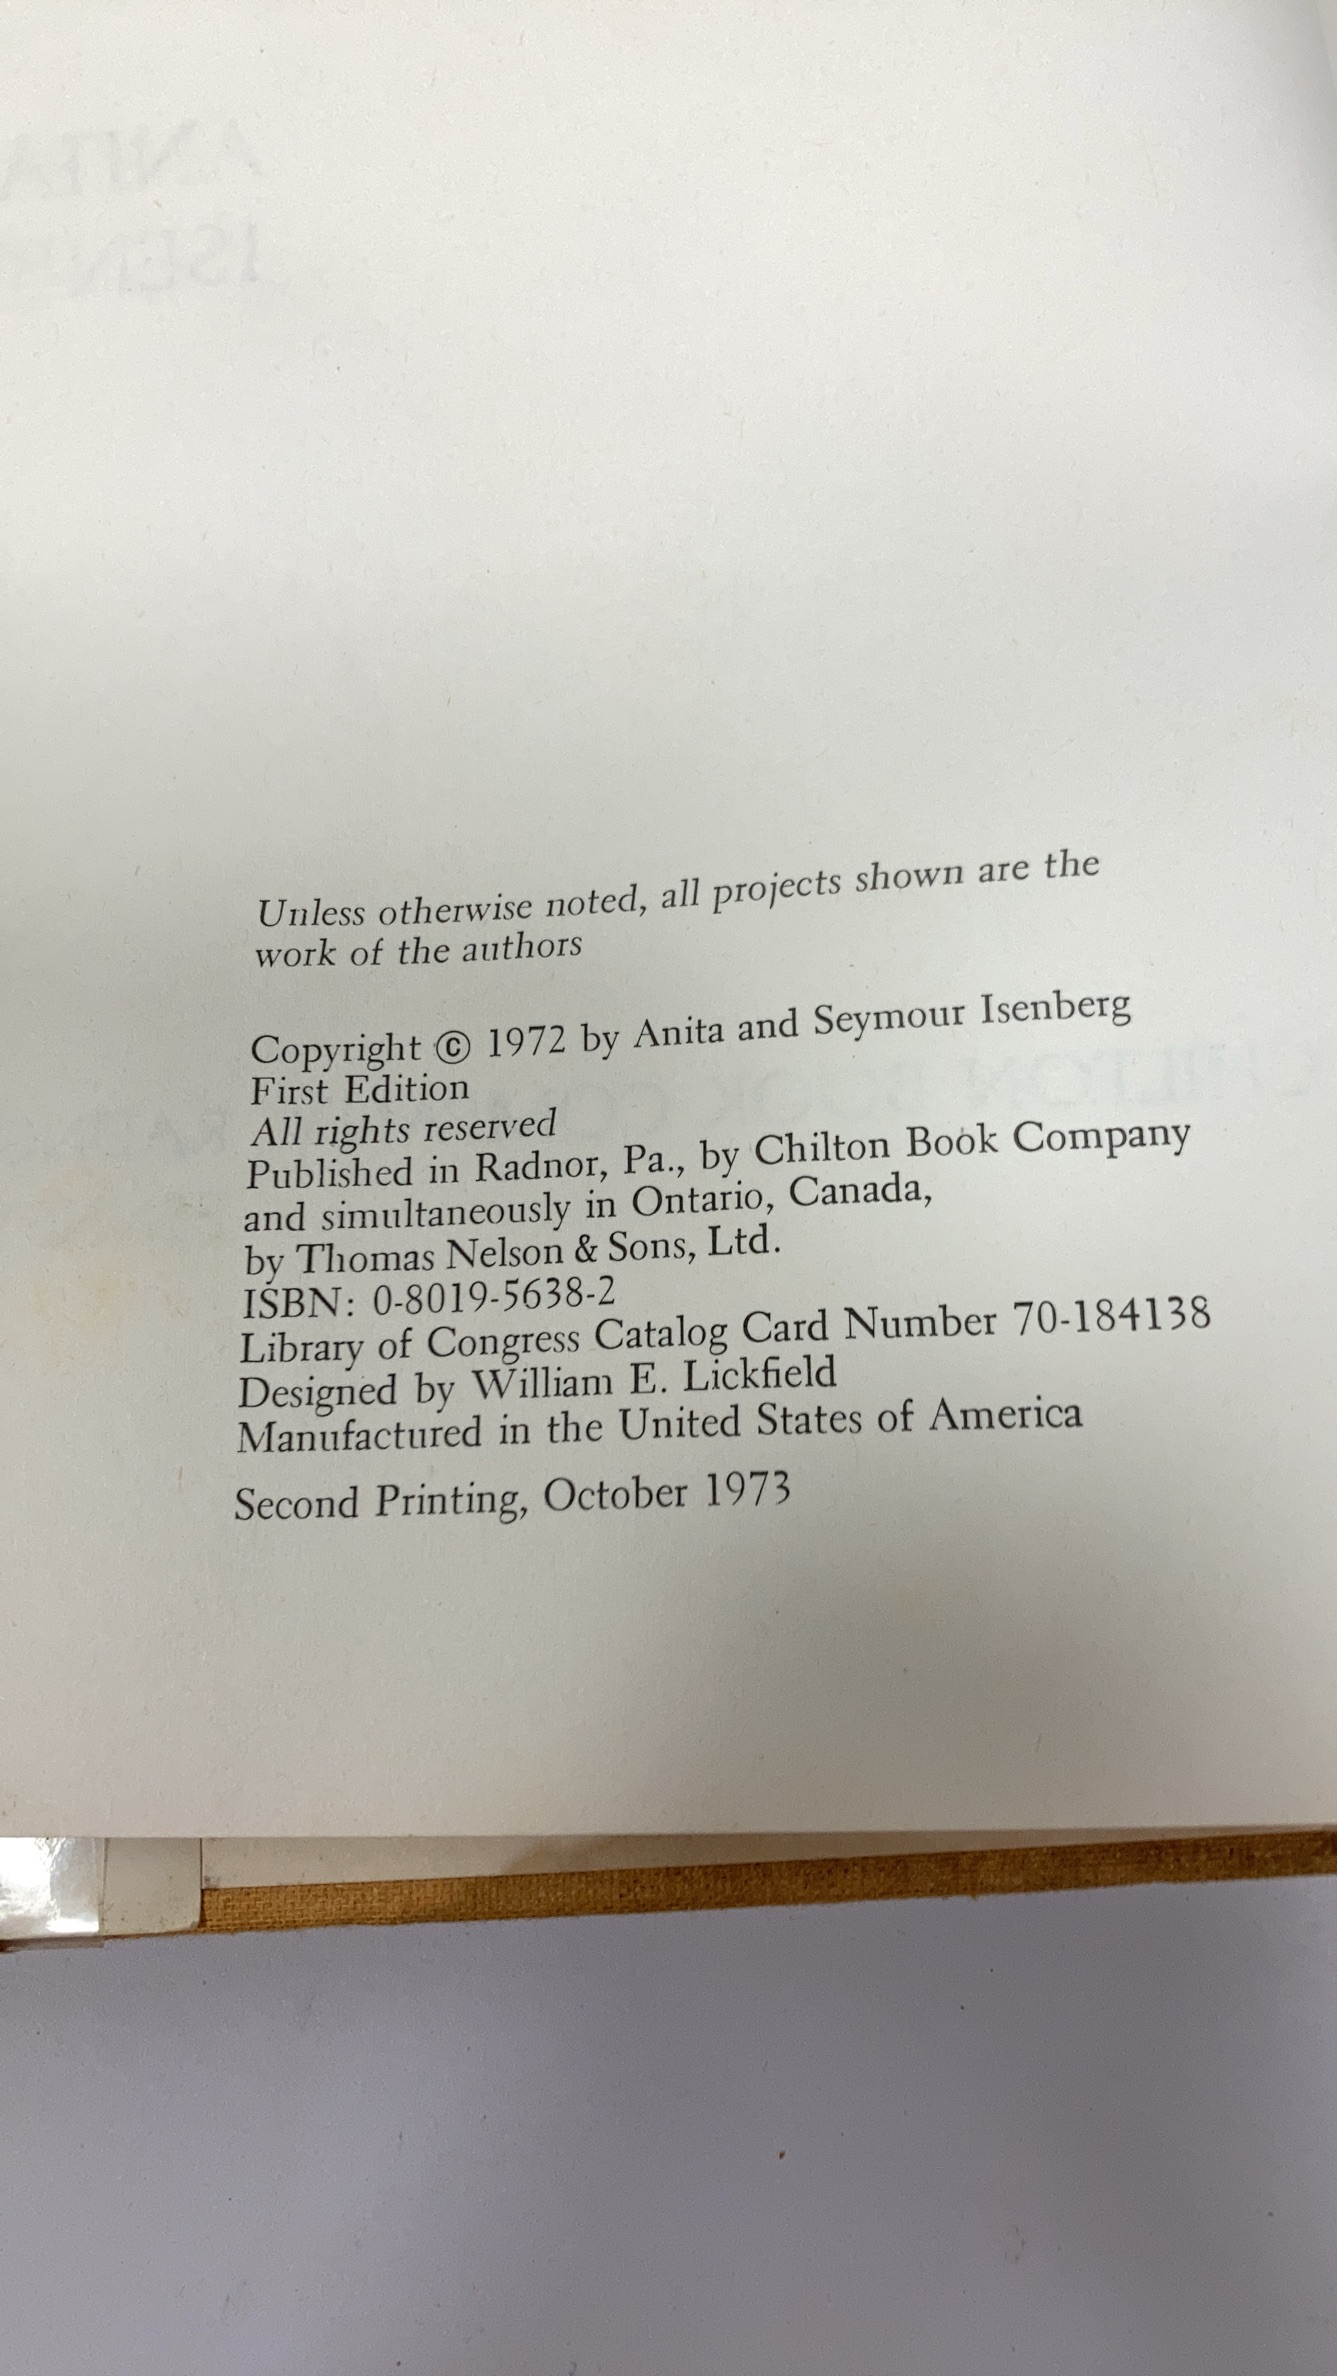 Unless otherwise noted, all projects shown are the
work of the authors
Copyright © 1972 by Anita and Seymour Isenberg
First Edition
All rights reserved
Published in Radnor, Pa., by Chilton Book Company
and simultaneously in Ontario, Canada,
by Thomas Nelson & Sons, Ltd.
ISBN: 0-8019-5638-2
Library of Congress Catalog Card Number 70-184138
Designed by William E. Lickfield
Manufactured in the United States of America
Second Printing, October 1973